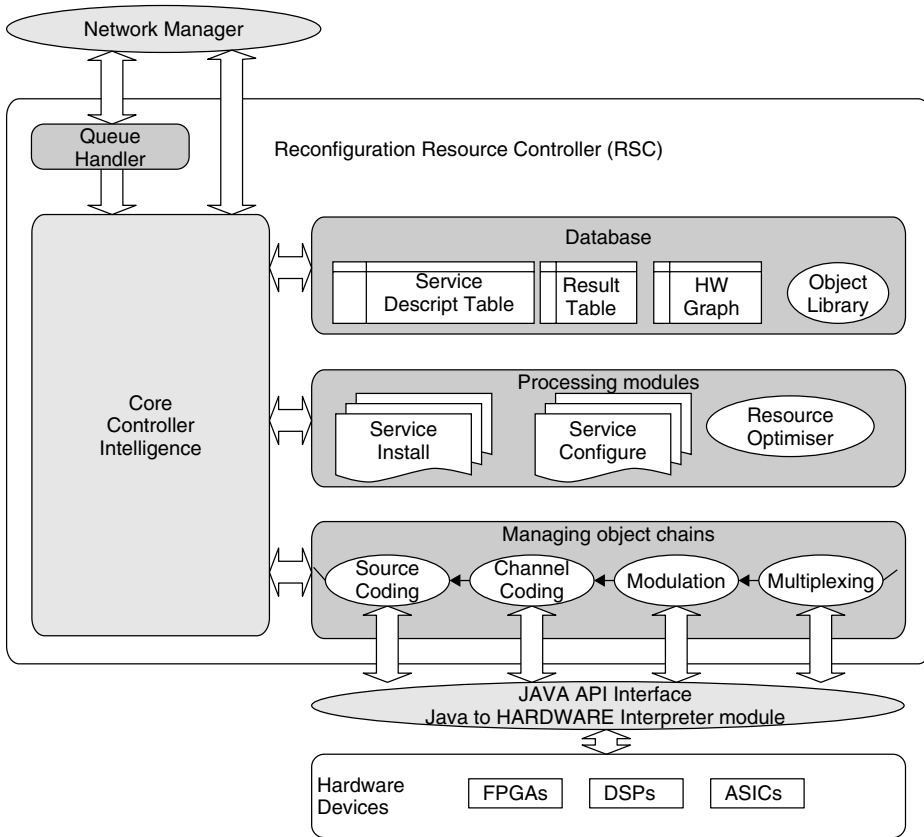 Network Manager
Queue
Handler
Reconfiguration Resource Controller (RSC)
Core
Controller
Intelligence
Database
Service
Descript Table
Result
Table
HW
Graph
Object
Library
Processing modules
Service
Install
Service
Configure
Resource
Optimiser
Managing object chains
Source
Coding
Channel
Coding
Modulation
Multiplexing
JAVA API Interface
Java to HARDWARE Interpreter module
Hardware
Devices
FPGAs
DSPs
ASICs